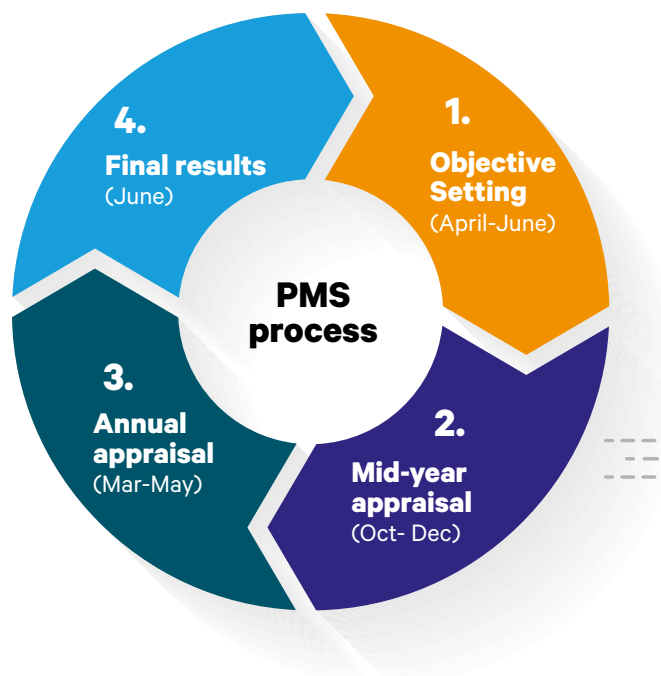 PMS
process
1.
Objective
Setting
(April-June)
2.
Mid-year
appraisal
(Oct- Dec)
3.
Annual
appraisal
(Mar-May)
4.
Final results
(June)